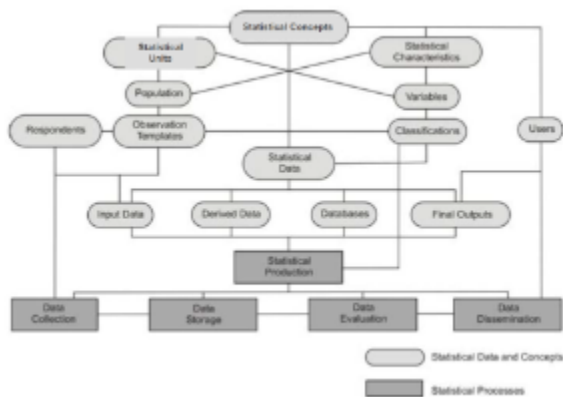 Statistical Concepts
Statistical
Units
Statistical
Characteristics
Population
Variables
Respondents
Observation
Templates
Classifications
Users
Statistical
Data
Input Data
Derived Data
Databases
Final Outputs
Statistical
Production
Data
Collection
Data
Storage
Data
Evaluation
Data
Dissemination
Statistical Data and Concepts
Statistical Processes